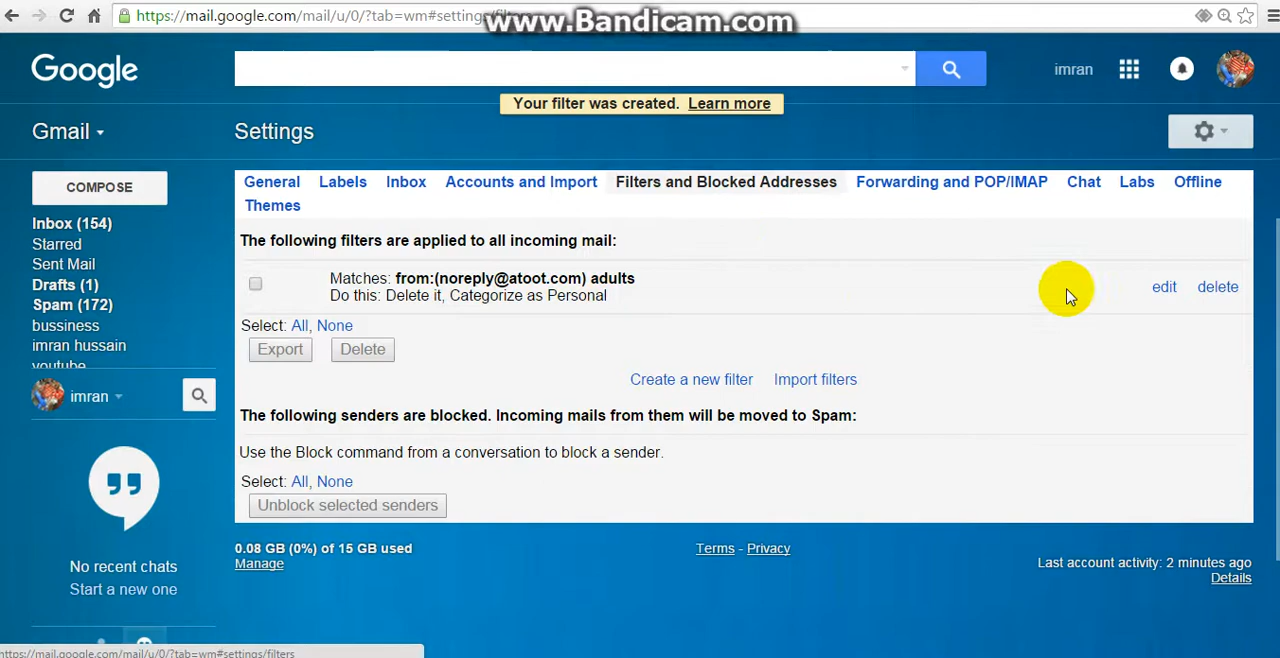 https://mail.google.com/mail/u/0/?tab=wm#settings/filters
www.Bandicam.com
Google
imran
Your filter was created. Learn more
Gmail
Settings
COMPOSE
Inbox (154)
Starred
Sent Mail
Drafts (1)
Spam (172)
bussiness
imran hussain
youtube
imran
No recent chats
Start a new one
General Labels Inbox Accounts and Import Filters and Blocked Addresses Forwarding and POP/IMAP Chat Labs Offline
Themes
The following filters are applied to all incoming mail:
Matches: from:(noreply@atoot.com) adults
Do this: Delete it, Categorize as Personal
edit delete
Select: All, None
Export Delete
Create a new filter Import filters
The following senders are blocked. Incoming mails from them will be moved to Spam:
Use the Block command from a conversation to block a sender.
Select: All, None
Unblock selected senders
0.08 GB (0%) of 15 GB used
Manage
Terms - Privacy
Last account activity: 2 minutes ago
Details
https://mail.google.com/mail/u/0/?tab=wm#settings/filters